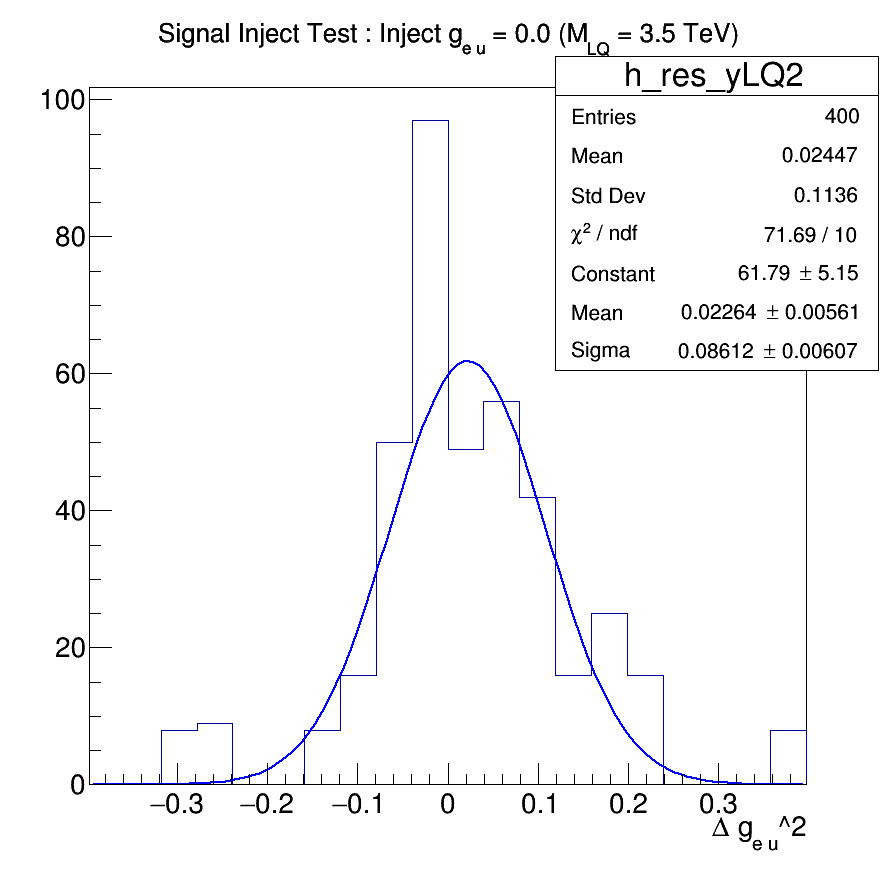 Signal Inject Test : Inject g_{e u} = 0.0 (M_{LQ} = 3.5 TeV)
h_res_yLQ2
Entries 400
Mean 0.02447
Std Dev 0.1136
χ² / ndf 71.69 / 10
Constant 61.79 ± 5.15
Mean 0.02264 ± 0.00561
Sigma 0.08612 ± 0.00607
100
80
60
40
20
0
−0.3 −0.2 −0.1 0 0.1 0.2 0.3
Δ g_{e u}^2